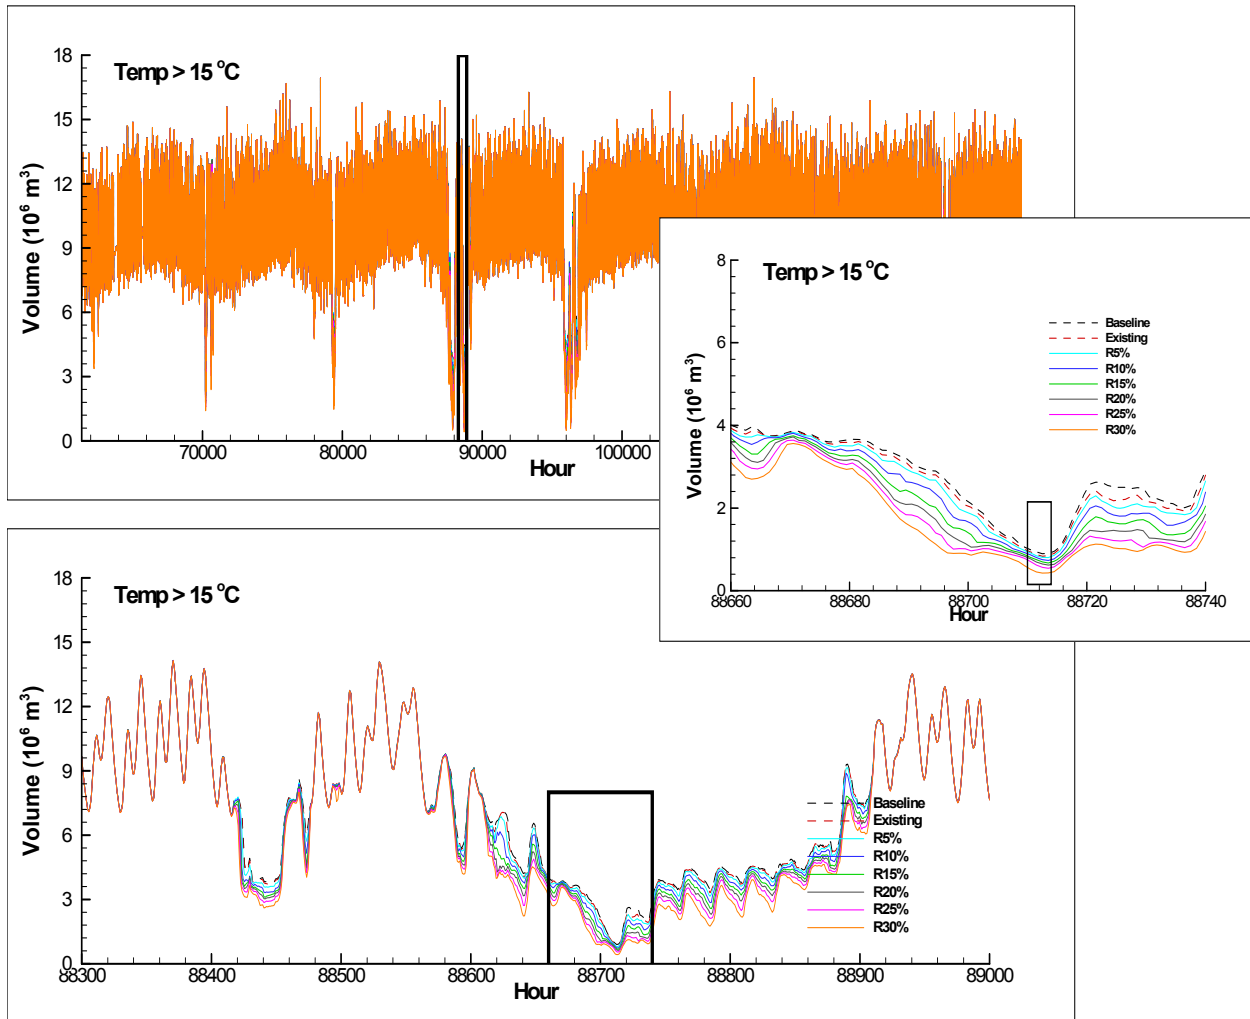 18
15
12
9
6
3
0
Volume (10⁶ m³)
Temp > 15 °C
70000
80000
90000
100000
Hour
8
6
4
2
0
Volume (10⁶ m³)
Temp > 15 °C
Baseline
Existing
R5%
R10%
R15%
R20%
R25%
R30%
88660
88680
88700
88720
88740
Hour
18
15
12
9
6
3
0
Volume (10⁶ m³)
Temp > 15 °C
Baseline
Existing
R5%
R10%
R15%
R20%
R25%
R30%
88300
88400
88500
88600
88700
88800
88900
89000
Hour